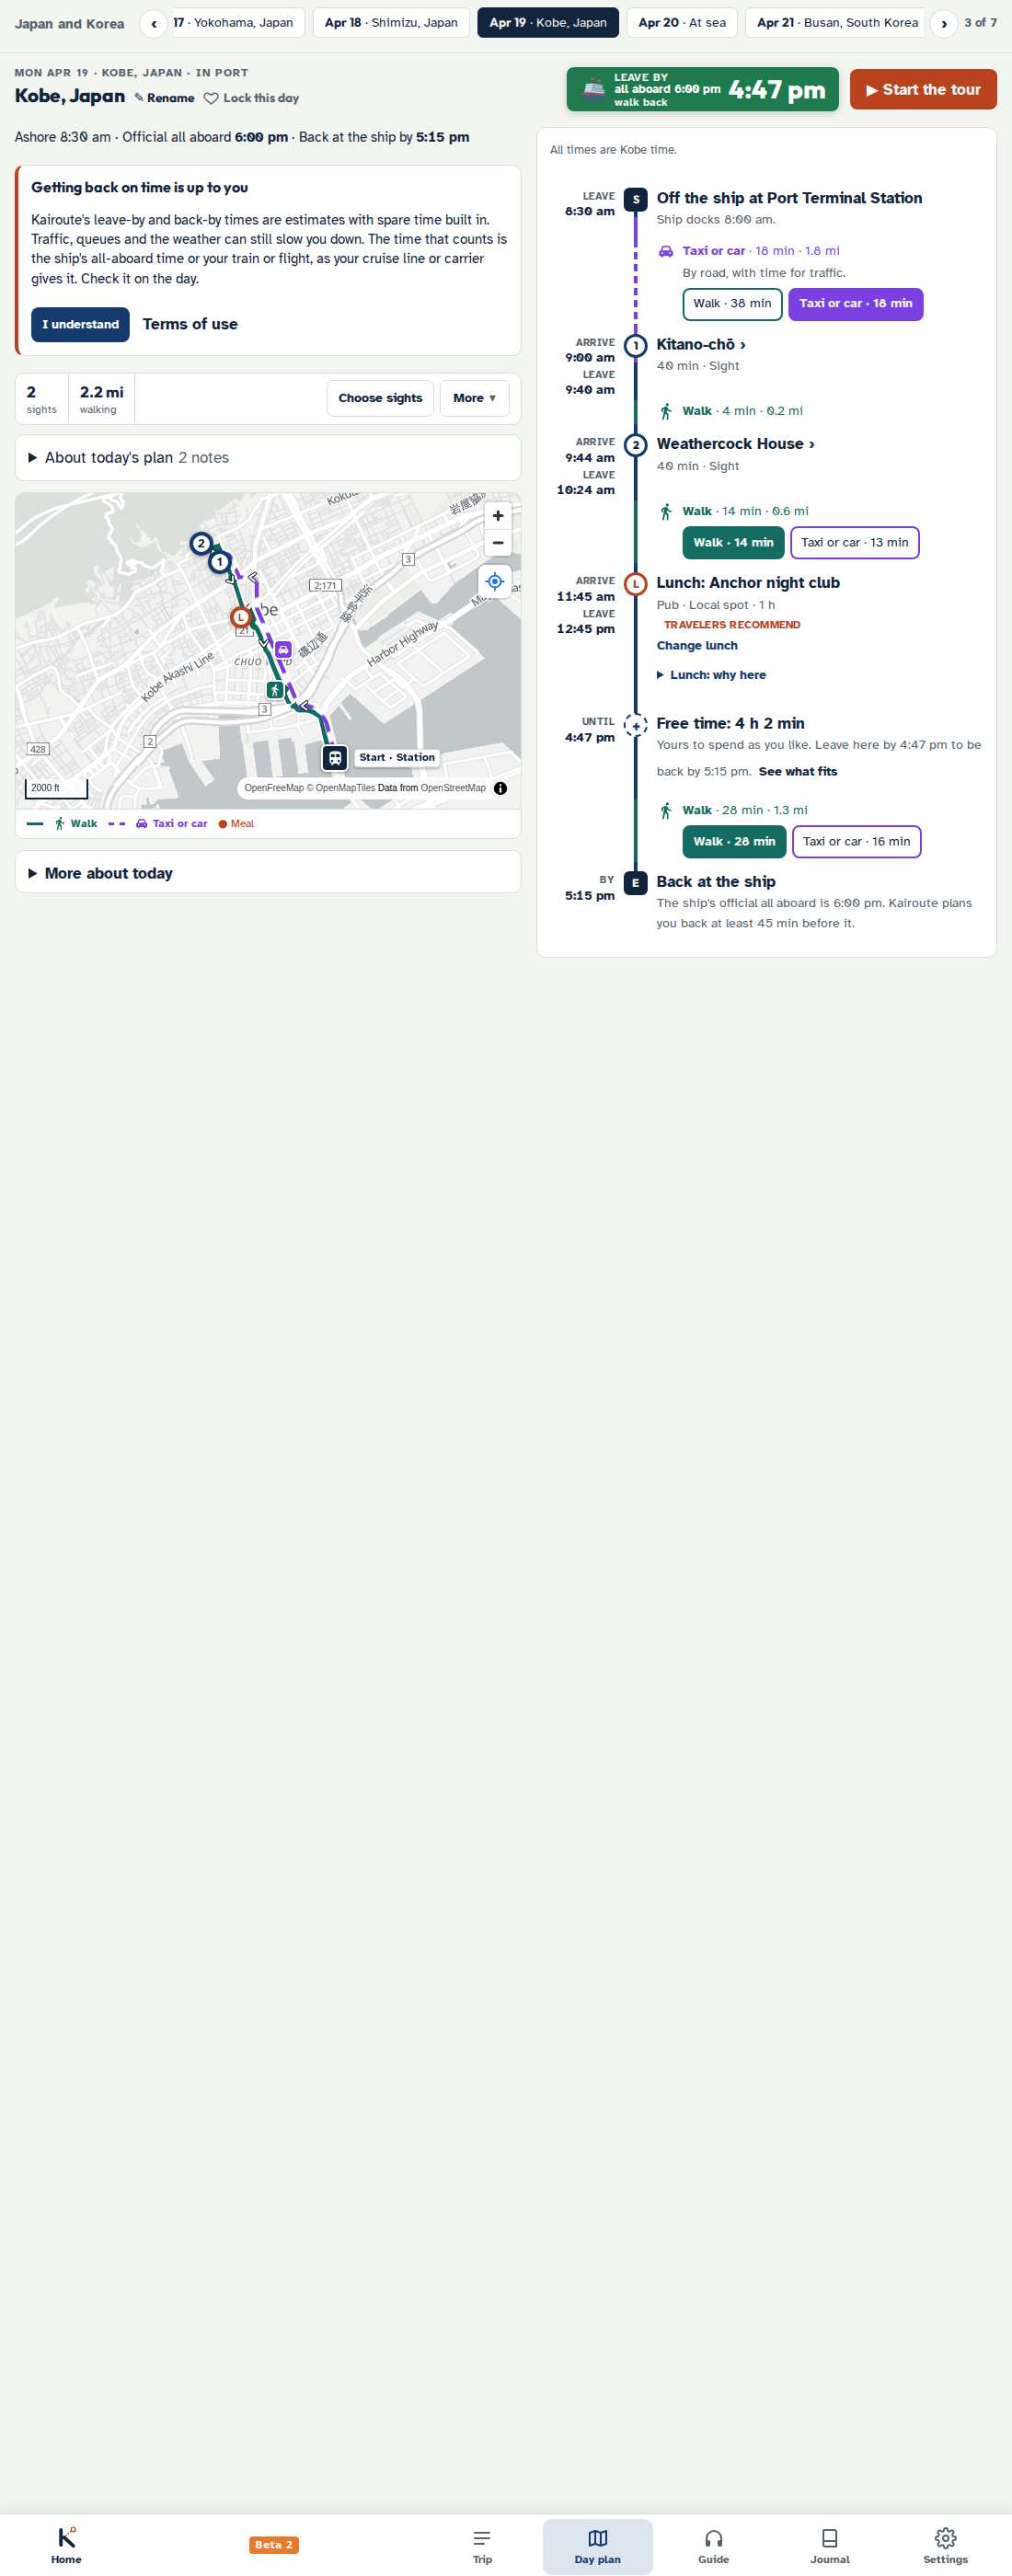 Japan and Korea
‹
17 · Yokohama, Japan
Apr 18 · Shimizu, Japan
Apr 19 · Kobe, Japan
Apr 20 · At sea
Apr 21 · Busan, South Korea
›
3 of 7
MON APR 19 · KOBE, JAPAN · IN PORT
Kobe, Japan ✎ Rename Lock this day
LEAVE BY
all aboard 6:00 pm
walk back
4:47 pm
▶ Start the tour
Ashore 8:30 am · Official all aboard 6:00 pm · Back at the ship by 5:15 pm
Getting back on time is up to you
Kairoute's leave-by and back-by times are estimates with spare time built in.
Traffic, queues and the weather can still slow you down. The time that counts is
the ship's all-aboard time or your train or flight, as your cruise line or carrier
gives it. Check it on the day.
I understand
Terms of use
2
sights
2.2 mi
walking
Choose sights
More ▼
▶ About today's plan 2 notes
岩屋
3
2;171
2
1
L
21
be
CHUO
磯辺通
Kobe Akashi Line
Harbor Highway
3
2
428
Start · Station
2000 ft
OpenFreeMap © OpenMapTiles Data from OpenStreetMap
+
−
Walk
Taxi or car
Meal
▶ More about today
All times are Kobe time.
LEAVE
8:30 am
S
Off the ship at Port Terminal Station
Ship docks 8:00 am.
Taxi or car · 18 min · 1.8 mi
By road, with time for traffic.
Walk · 38 min
Taxi or car · 18 min
ARRIVE
9:00 am
LEAVE
9:40 am
1
Kitano-chō ›
40 min · Sight
Walk · 4 min · 0.2 mi
ARRIVE
9:44 am
LEAVE
10:24 am
2
Weathercock House ›
40 min · Sight
Walk · 14 min · 0.6 mi
Walk · 14 min
Taxi or car · 13 min
ARRIVE
11:45 am
LEAVE
12:45 pm
L
Lunch: Anchor night club
Pub · Local spot · 1 h
TRAVELERS RECOMMEND
Change lunch
▶ Lunch: why here
UNTIL
4:47 pm
+
Free time: 4 h 2 min
Yours to spend as you like. Leave here by 4:47 pm to be
back by 5:15 pm. See what fits
Walk · 28 min · 1.3 mi
Walk · 28 min
Taxi or car · 16 min
BY
5:15 pm
E
Back at the ship
The ship's official all aboard is 6:00 pm. Kairoute plans
you back at least 45 min before it.
Home
Beta 2
Trip
Day plan
Guide
Journal
Settings